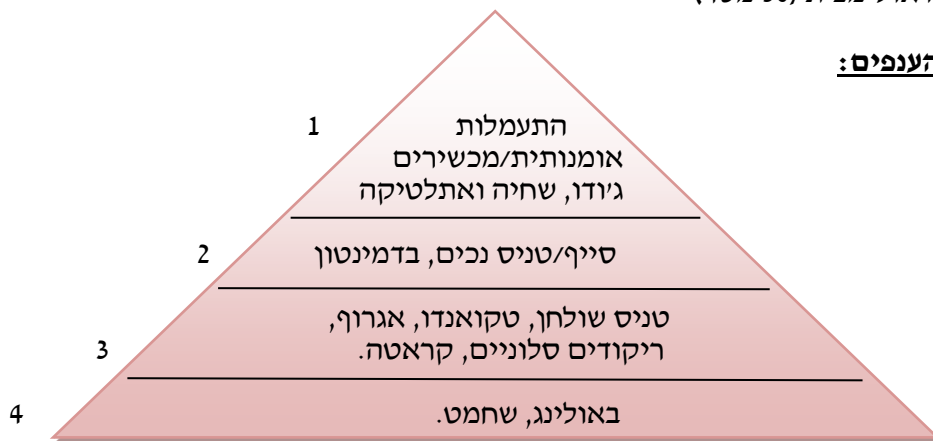 הענפים:
1
התעמלות
אומנותית/מכשירים
ג'ודו, שחיה ואתלטיקה
2
סייף/טניס נכים, בדמינטון
3
טניס שולחן, טקואנדו, אגרוף,
ריקודים סלוניים, קראטה.
4
באולינג, שחמט.